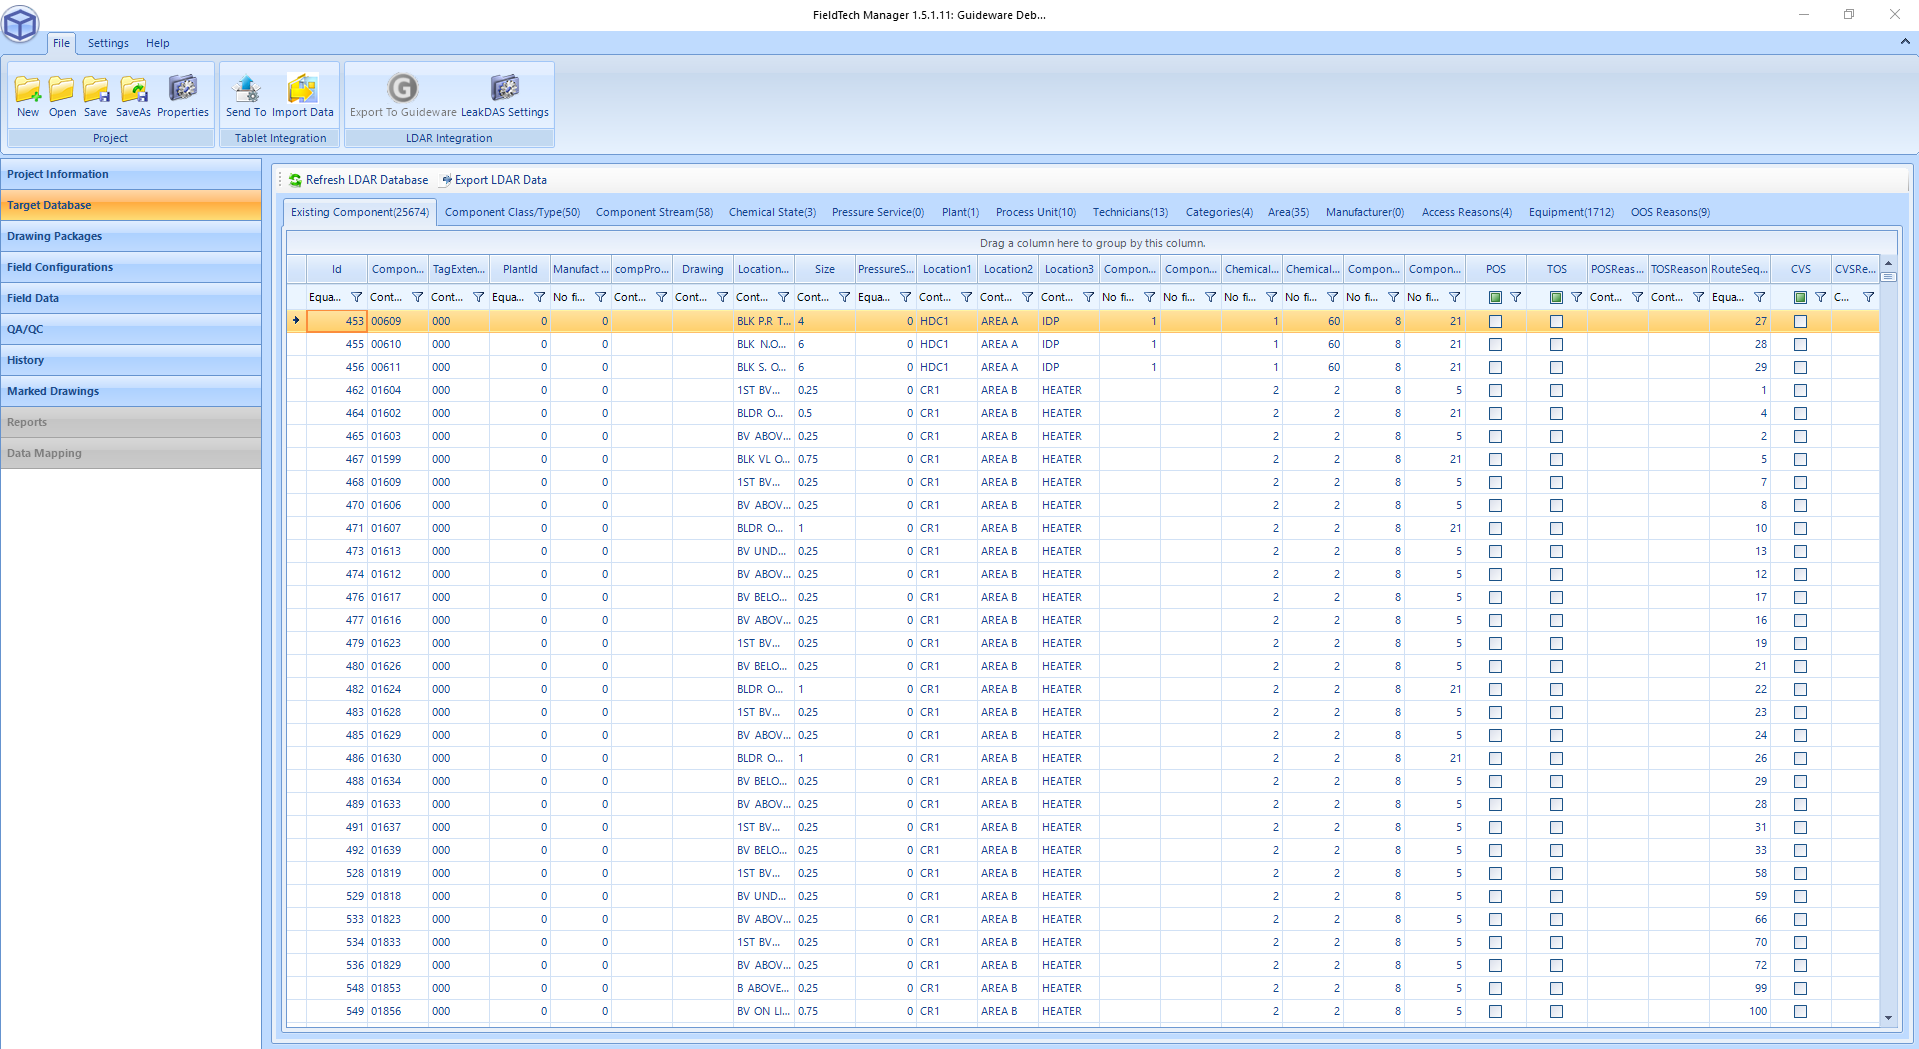 FieldTech Manager 1.5.1.11: Guideware Deb...
File Settings Help
New Open Save SaveAs Properties Send To Import Data Export To Guideware LeakDAS Settings
Project Tablet Integration LDAR Integration
Project Information
Target Database
Drawing Packages
Field Configurations
Field Data
QA/QC
History
Marked Drawings
Reports
Data Mapping
Refresh LDAR Database Export LDAR Data
Existing Component(25674) Component Class/Type(50) Component Stream(58) Chemical State(3) Pressure Service(0) Plant(1) Process Unit(10) Technicians(13) Categories(4) Area(35) Manufacturer(0) Access Reasons(4) Equipment(1712) OOS Reasons(9)
Drag a column here to group by this column.
Id Compon... TagExten... PlantId Manufact... compPro... Drawing Location... Size PressureS... Location1 Location2 Location3 Compon... Compon... Chemical... Chemical... Compon... Compon... POS TOS POSReas... TOSReason RouteSeq... CVS CVSRe...
Equa... Cont... Cont... Equa... No fi... Cont... Cont... Cont... Cont... Equa... Cont... Cont... Cont... No fi... No fi... No fi... No fi... No fi... No fi... Cont... Cont... Equa... C...
453 00609 000 0 0 BLK P.R T... 4 0 HDC1 AREA A IDP 1 1 60 8 21 27
455 00610 000 0 0 BLK N.O... 6 0 HDC1 AREA A IDP 1 1 60 8 21 28
456 00611 000 0 0 BLK S. O... 6 0 HDC1 AREA A IDP 1 1 60 8 21 29
462 01604 000 0 0 1ST BV... 0.25 0 CR1 AREA B HEATER 2 2 8 5 1
464 01602 000 0 0 BLDR O... 0.5 0 CR1 AREA B HEATER 2 2 8 21 4
465 01603 000 0 0 BV ABOV... 0.25 0 CR1 AREA B HEATER 2 2 8 5 2
467 01599 000 0 0 BLK VL O... 0.75 0 CR1 AREA B HEATER 2 2 8 21 5
468 01609 000 0 0 1ST BV... 0.25 0 CR1 AREA B HEATER 2 2 8 5 7
470 01606 000 0 0 BV ABOV... 0.25 0 CR1 AREA B HEATER 2 2 8 5 8
471 01607 000 0 0 BLDR O... 1 0 CR1 AREA B HEATER 2 2 8 21 10
473 01613 000 0 0 BV UND... 0.25 0 CR1 AREA B HEATER 2 2 8 5 13
474 01612 000 0 0 BV ABOV... 0.25 0 CR1 AREA B HEATER 2 2 8 5 12
476 01617 000 0 0 BV BELO... 0.25 0 CR1 AREA B HEATER 2 2 8 5 17
477 01616 000 0 0 BV ABOV... 0.25 0 CR1 AREA B HEATER 2 2 8 5 16
479 01623 000 0 0 1ST BV... 0.25 0 CR1 AREA B HEATER 2 2 8 5 19
480 01626 000 0 0 BV BELO... 0.25 0 CR1 AREA B HEATER 2 2 8 5 21
482 01624 000 0 0 BLDR O... 1 0 CR1 AREA B HEATER 2 2 8 21 22
483 01628 000 0 0 1ST BV... 0.25 0 CR1 AREA B HEATER 2 2 8 5 23
485 01629 000 0 0 BV ABOV... 0.25 0 CR1 AREA B HEATER 2 2 8 5 24
486 01630 000 0 0 BLDR O... 1 0 CR1 AREA B HEATER 2 2 8 21 26
488 01634 000 0 0 BV BELO... 0.25 0 CR1 AREA B HEATER 2 2 8 5 29
489 01633 000 0 0 BV ABOV... 0.25 0 CR1 AREA B HEATER 2 2 8 5 28
491 01637 000 0 0 1ST BV... 0.25 0 CR1 AREA B HEATER 2 2 8 5 31
492 01639 000 0 0 BV BELO... 0.25 0 CR1 AREA B HEATER 2 2 8 5 33
528 01819 000 0 0 1ST BV... 0.25 0 CR1 AREA B HEATER 2 2 8 5 58
529 01818 000 0 0 BV UND... 0.25 0 CR1 AREA B HEATER 2 2 8 5 59
533 01823 000 0 0 BV ABOV... 0.25 0 CR1 AREA B HEATER 2 2 8 5 66
534 01833 000 0 0 1ST BV... 0.25 0 CR1 AREA B HEATER 2 2 8 5 70
536 01829 000 0 0 BV ABOV... 0.25 0 CR1 AREA B HEATER 2 2 8 5 72
548 01853 000 0 0 B ABOVE... 0.25 0 CR1 AREA B HEATER 2 2 8 5 99
549 01856 000 0 0 BV ON LI... 0.75 0 CR1 AREA B HEATER 2 2 8 5 100